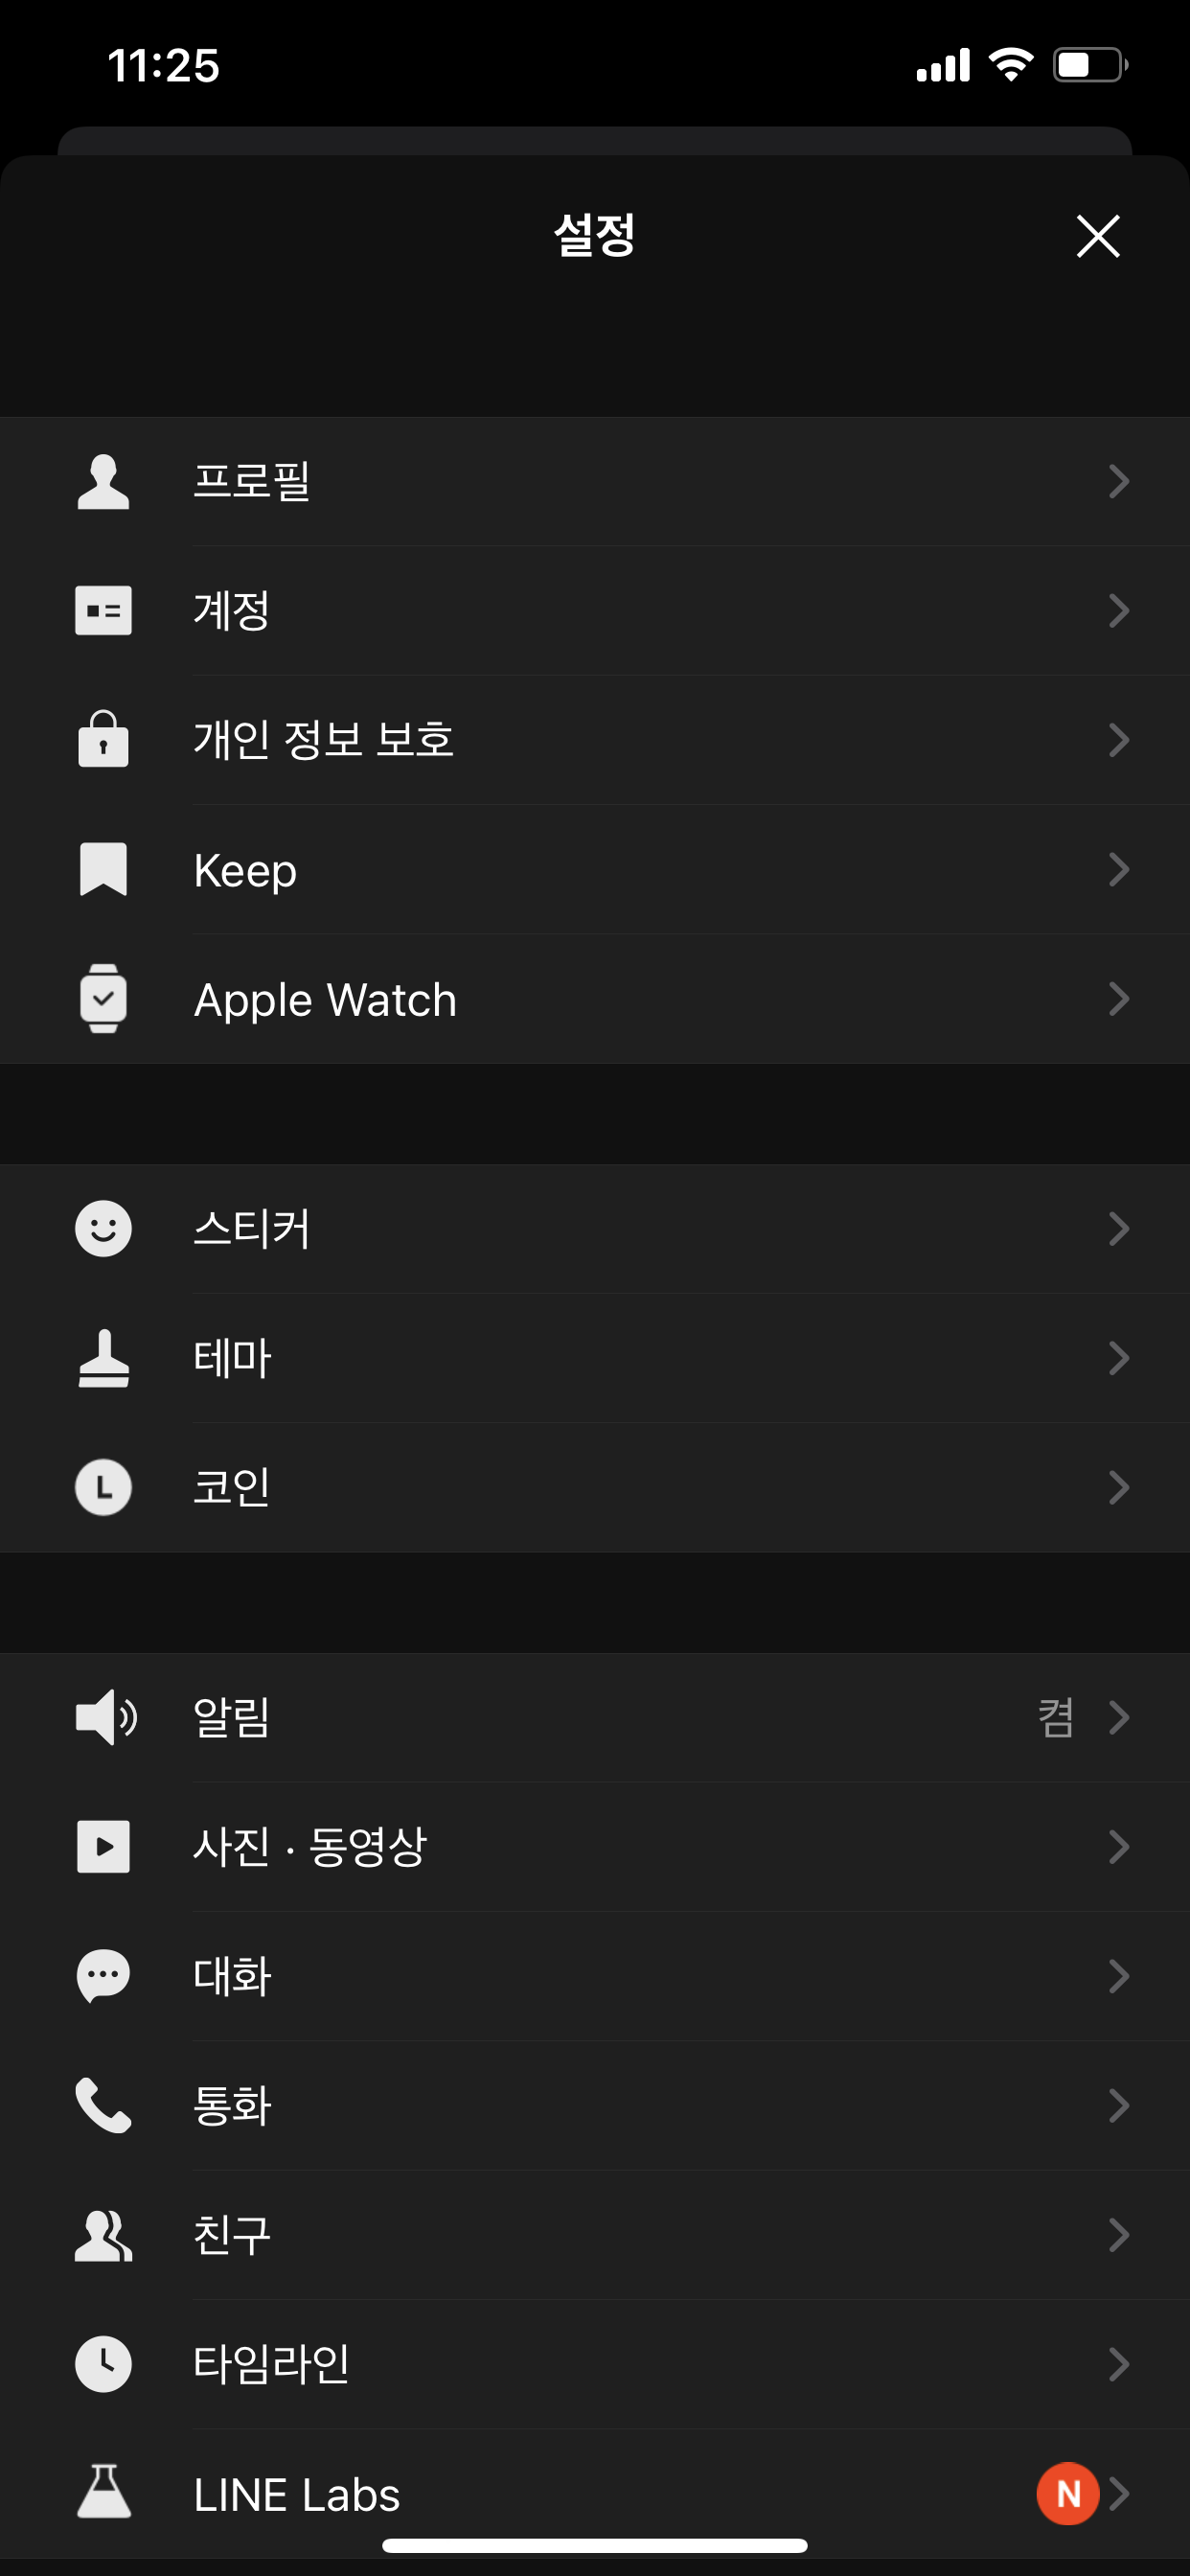 11:25
설정
프로필
계정
개인 정보 보호
Keep
Apple Watch
스티커
테마
L
코인
알림 켬
사진 · 동영상
대화
통화
친구
타임라인
LINE Labs N